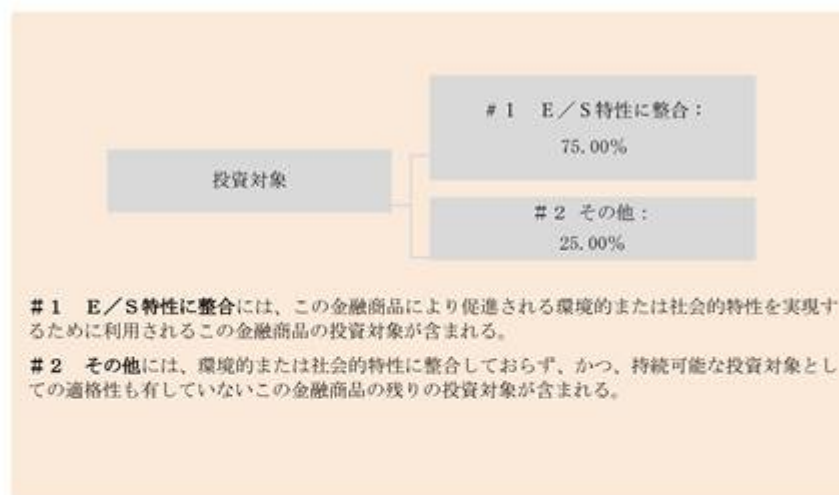 ＃１　Ｅ／Ｓ特性に整合：
75.00%
投資対象
＃２ その他：
25.00%
＃１　Ｅ／Ｓ特性に整合には、この金融商品により促進される環境的または社会的特性を実現す
るために利用されるこの金融商品の投資対象が含まれる。
＃２　その他には、環境的または社会的特性に整合しておらず、かつ、持続可能な投資対象とし
ての適格性も有していないこの金融商品の残りの投資対象が含まれる。